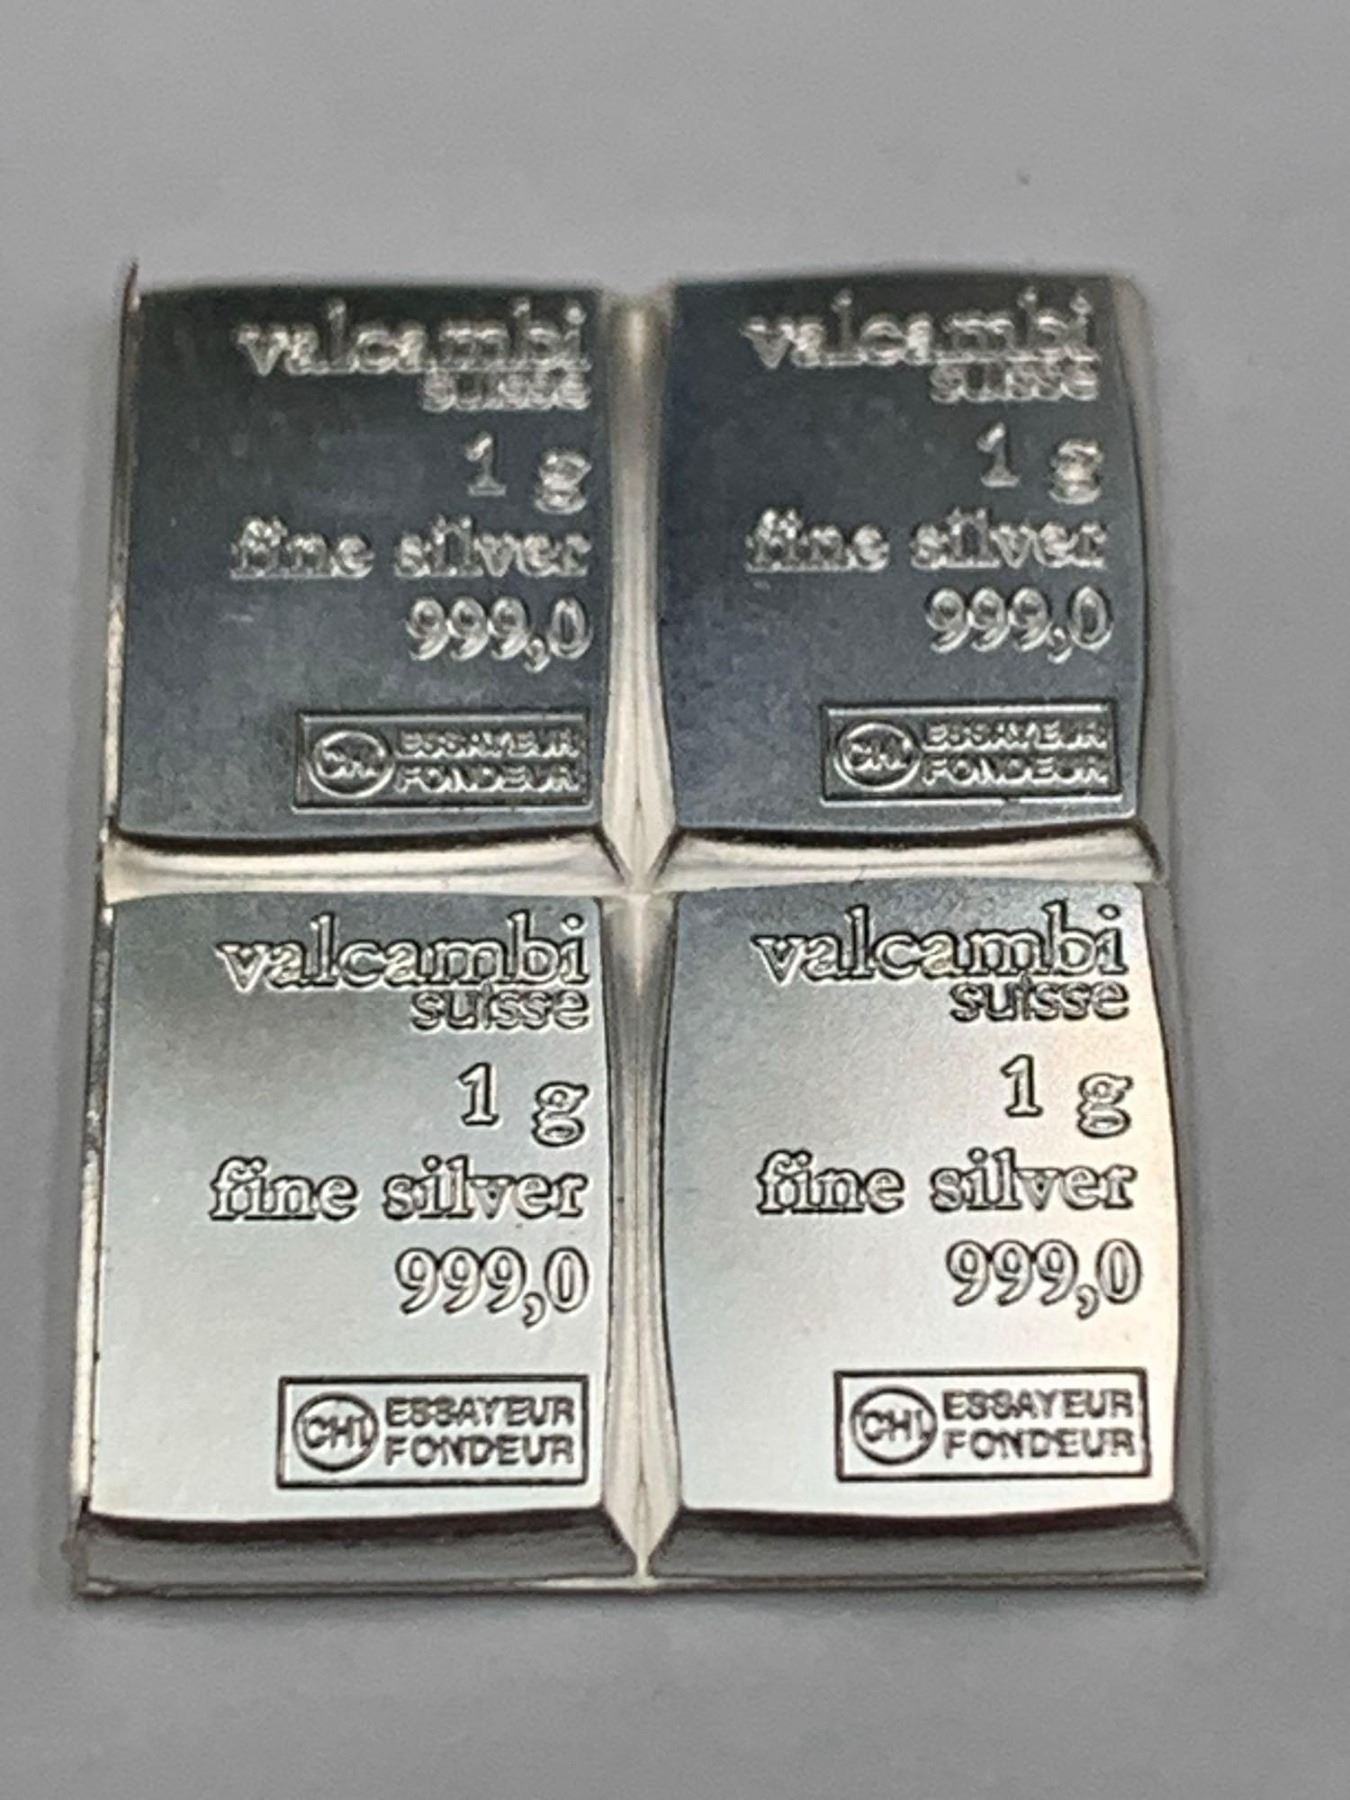 valcambi
suisse
1 g
fine silver
999,0
CHI ESSAYEUR
FONDEUR
valcambi
suisse
1 g
fine silver
999,0
CHI ESSAYEUR
FONDEUR
valcambi
suisse
1 g
fine silver
999,0
CHI ESSAYEUR
FONDEUR
valcambi
suisse
1 g
fine silver
999,0
CHI ESSAYEUR
FONDEUR